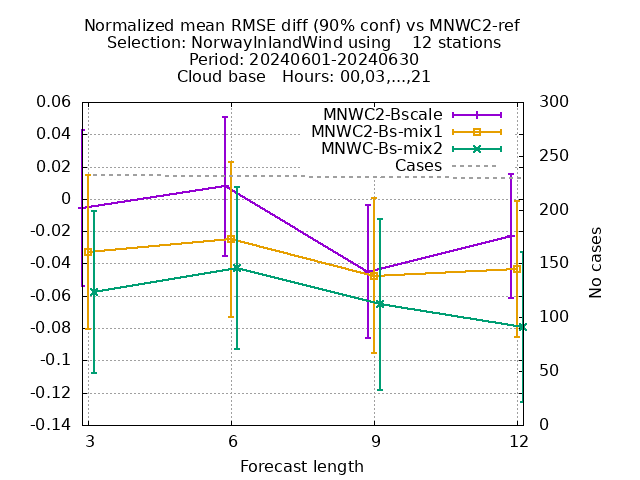 Normalized mean RMSE diff (90% conf) vs MNWC2-ref
Selection: NorwayInlandWind using    12 stations
Period: 20240601-20240630
Cloud base   Hours: 00,03,...,21
MNWC2-Bscale
MNWC2-Bs-mix1
MNWC-Bs-mix2
Cases
0.06
0.04
0.02
0
-0.02
-0.04
-0.06
-0.08
-0.1
-0.12
-0.14
300
250
200
150
100
50
0
No cases
3
6
9
12
Forecast length